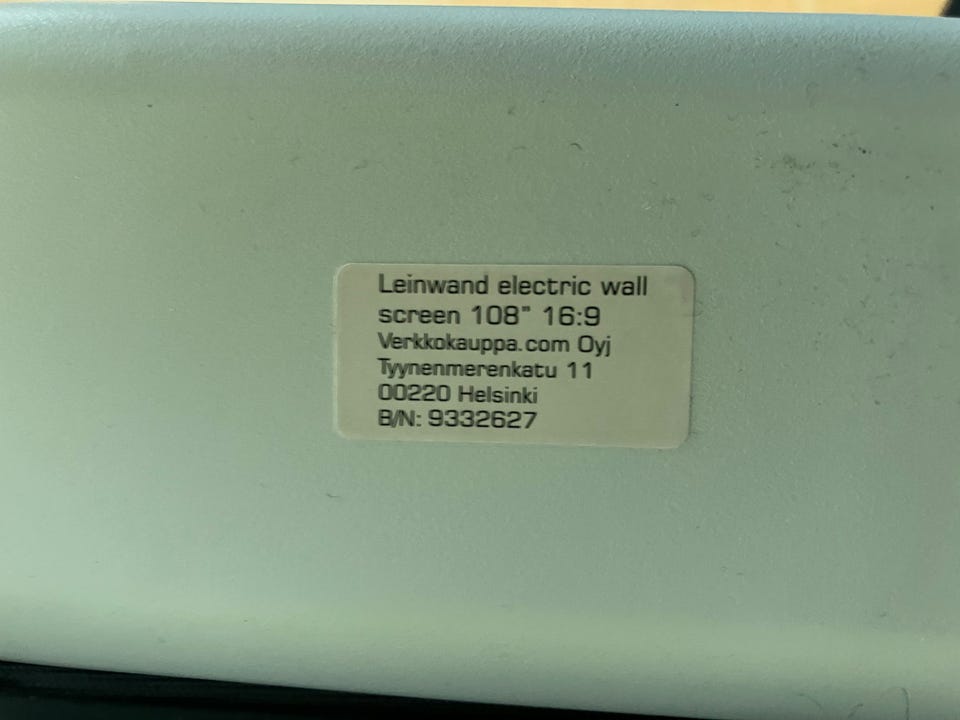 Leinwand electric wall
screen 108" 16:9
Verkkokauppa.com Oyj
Tyynenmerenkatu 11
00220 Helsinki
B/N: 9332627